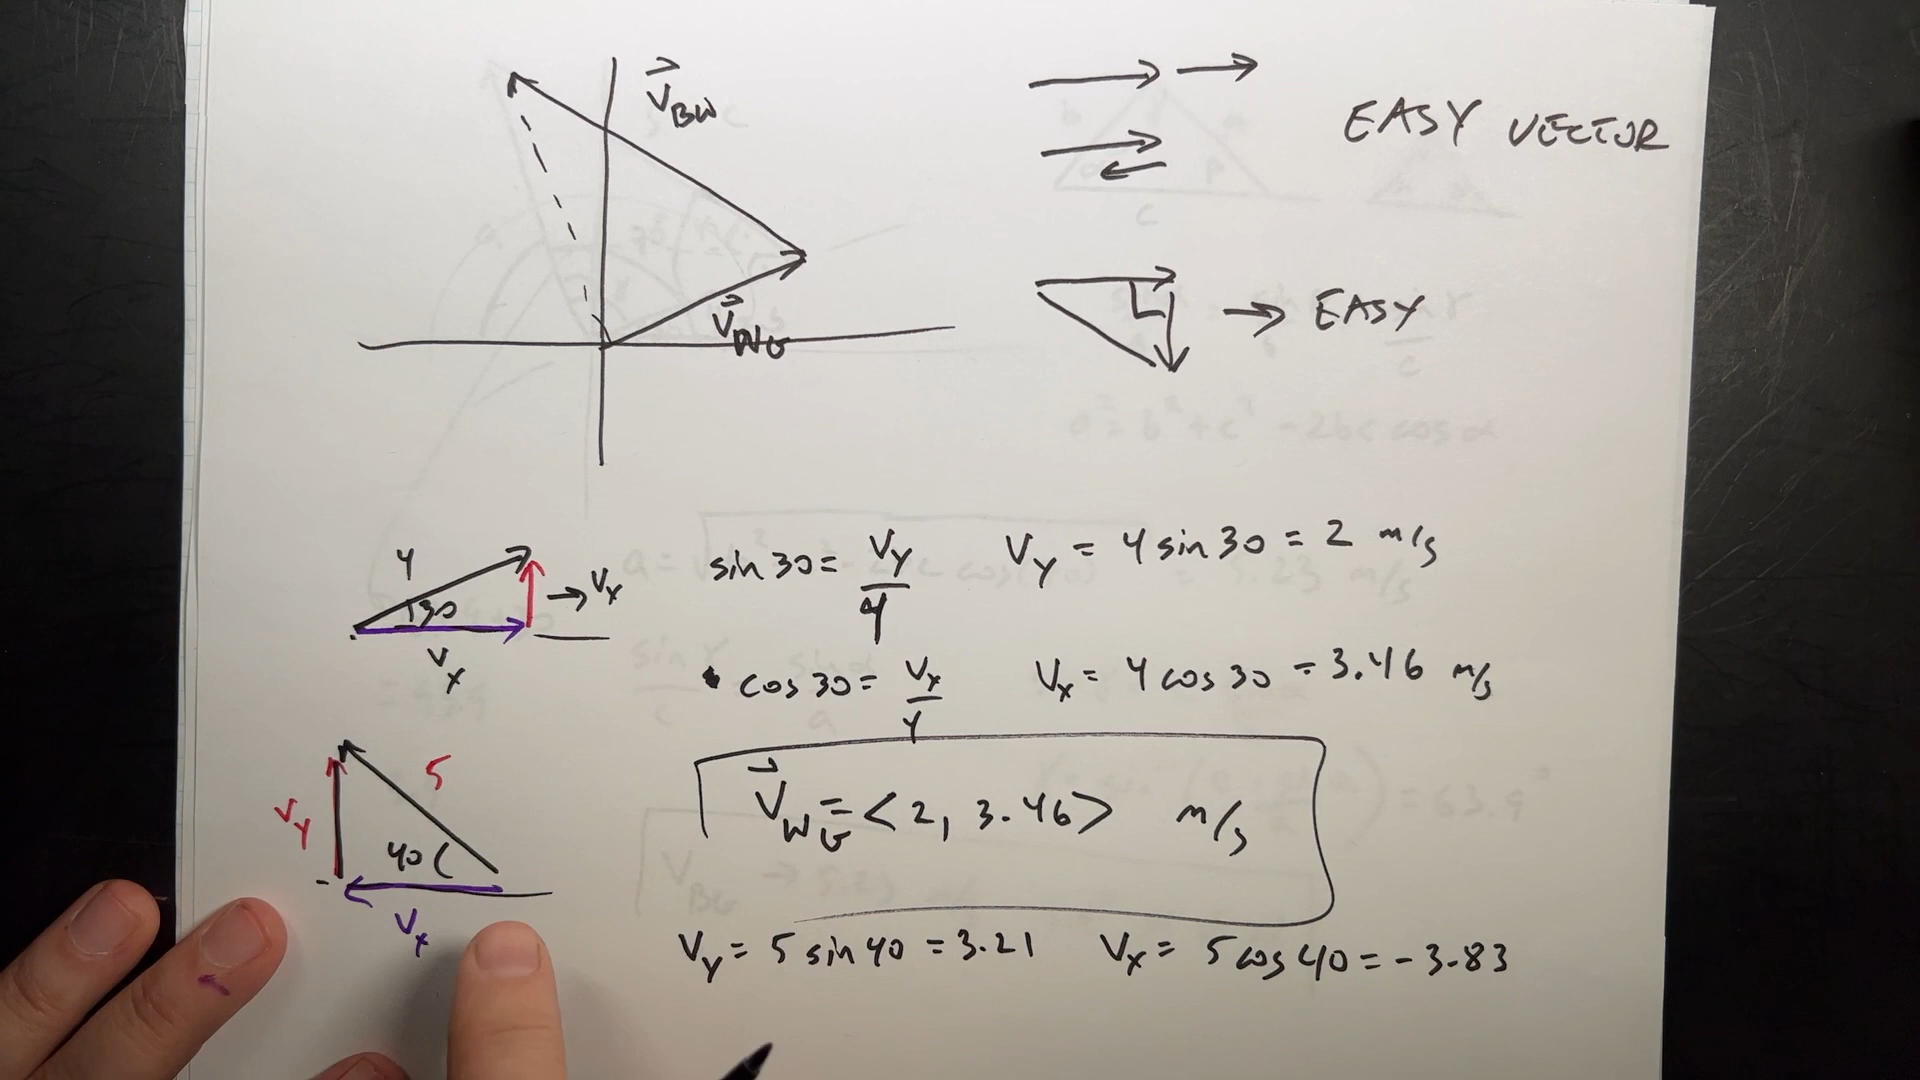 V⃗BW
EASY VECTOR
V⃗WG
→ EASY
4
30
→ Vx
Vx
sin 30 = Vy/4 Vy = 4 sin 30 = 2 m/s
cos 30 = Vx/4 Vx = 4 cos 30 = 3.46 m/s
5
Vy
40
Vx
V⃗WG = <2, 3.46> m/s
Vy = 5 sin 40 = 3.21 Vx = 5 cos 40 = -3.83